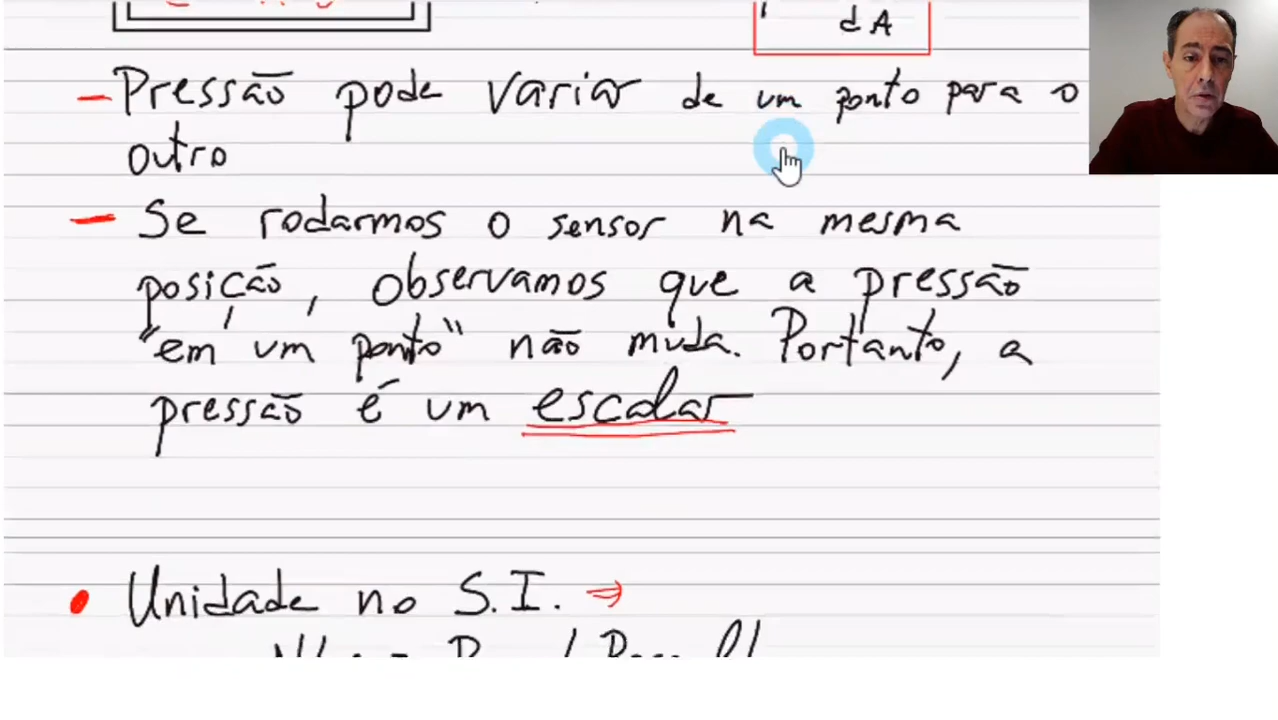 dA
- Pressão pode variar de um ponto para o
outro
- Se rodarmos o sensor na mesma
posição, observamos que a pressão
"em um ponto" não muda. Portanto, a
pressão é um escalar
• Unidade no S.I. ⇒